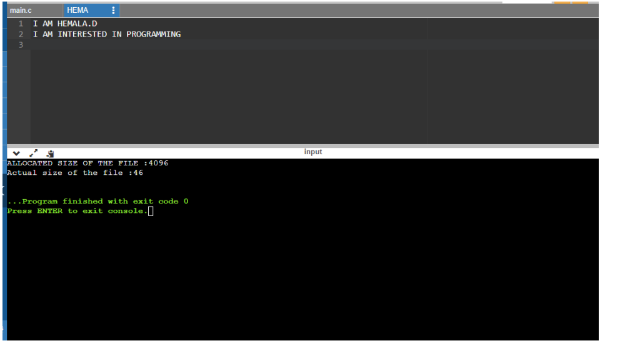 main.c HEMA
1 I AM HEMALA.D
2 I AM INTERESTED IN PROGRAMMING
3
input
ALLOCATED SIZE OF THE FILE :4096
Actual size of the file :46
...Program finished with exit code 0
Press ENTER to exit console.